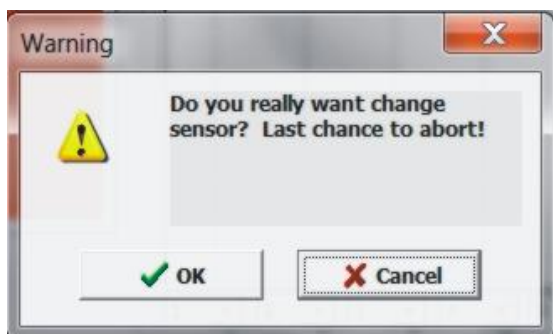 Warning
Do you really want change
sensor? Last chance to abort!
OK
Cancel